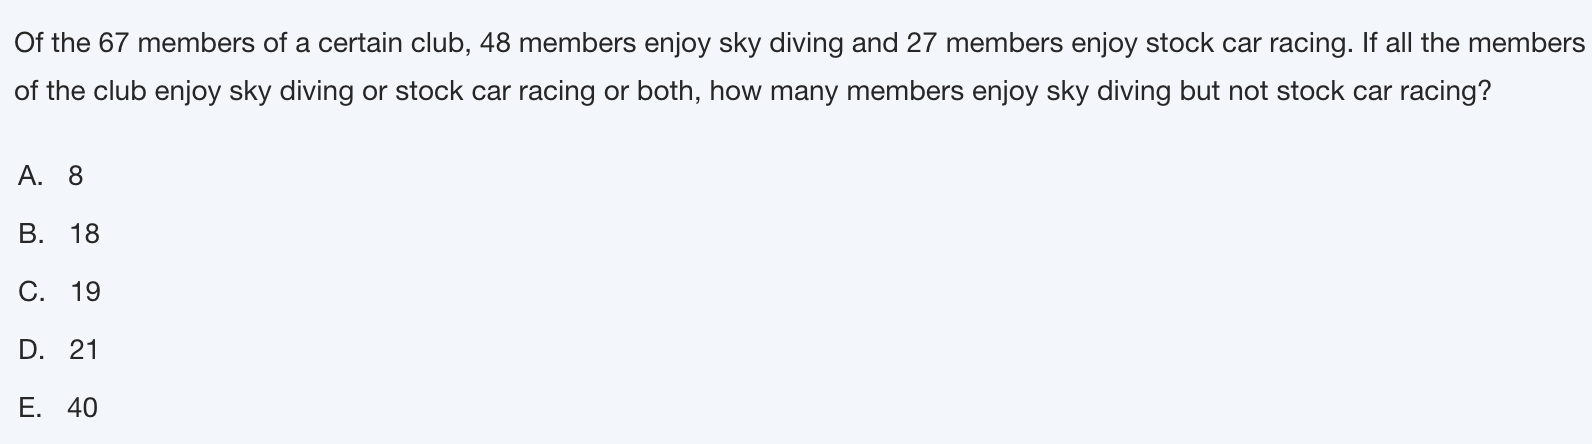 Of the 67 members of a certain club, 48 members enjoy sky diving and 27 members enjoy stock car racing. If all the members
of the club enjoy sky diving or stock car racing or both, how many members enjoy sky diving but not stock car racing?
A. 8
B. 18
C. 19
D. 21
E. 40